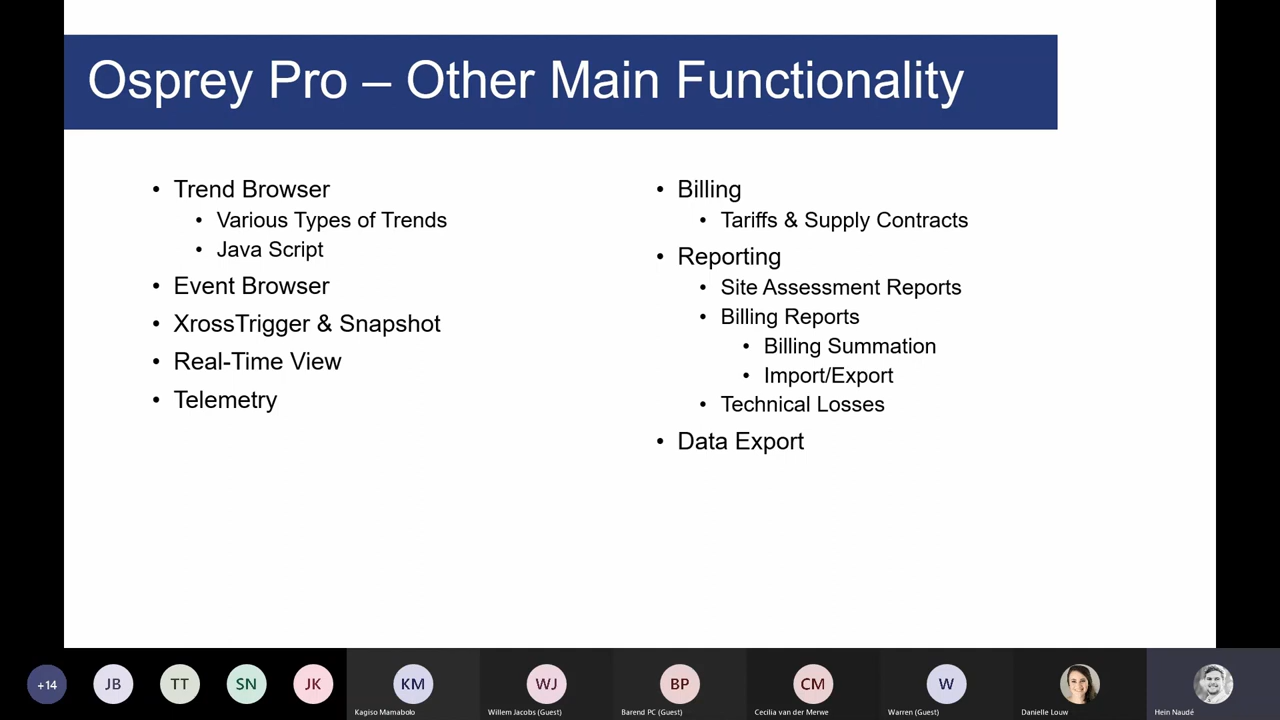 Osprey Pro – Other Main Functionality
• Trend Browser
• Various Types of Trends
• Java Script
• Event Browser
• XrossTrigger & Snapshot
• Real-Time View
• Telemetry
• Billing
• Tariffs & Supply Contracts
• Reporting
• Site Assessment Reports
• Billing Reports
• Billing Summation
• Import/Export
• Technical Losses
• Data Export
+14
JB
TT
SN
JK
KM
Kagiso Mamabolo
WJ
Willem Jacobs (Guest)
BP
Barend PC (Guest)
CM
Cecilia van der Merwe
W
Warren (Guest)
Danielle Louw
Hein Naudé